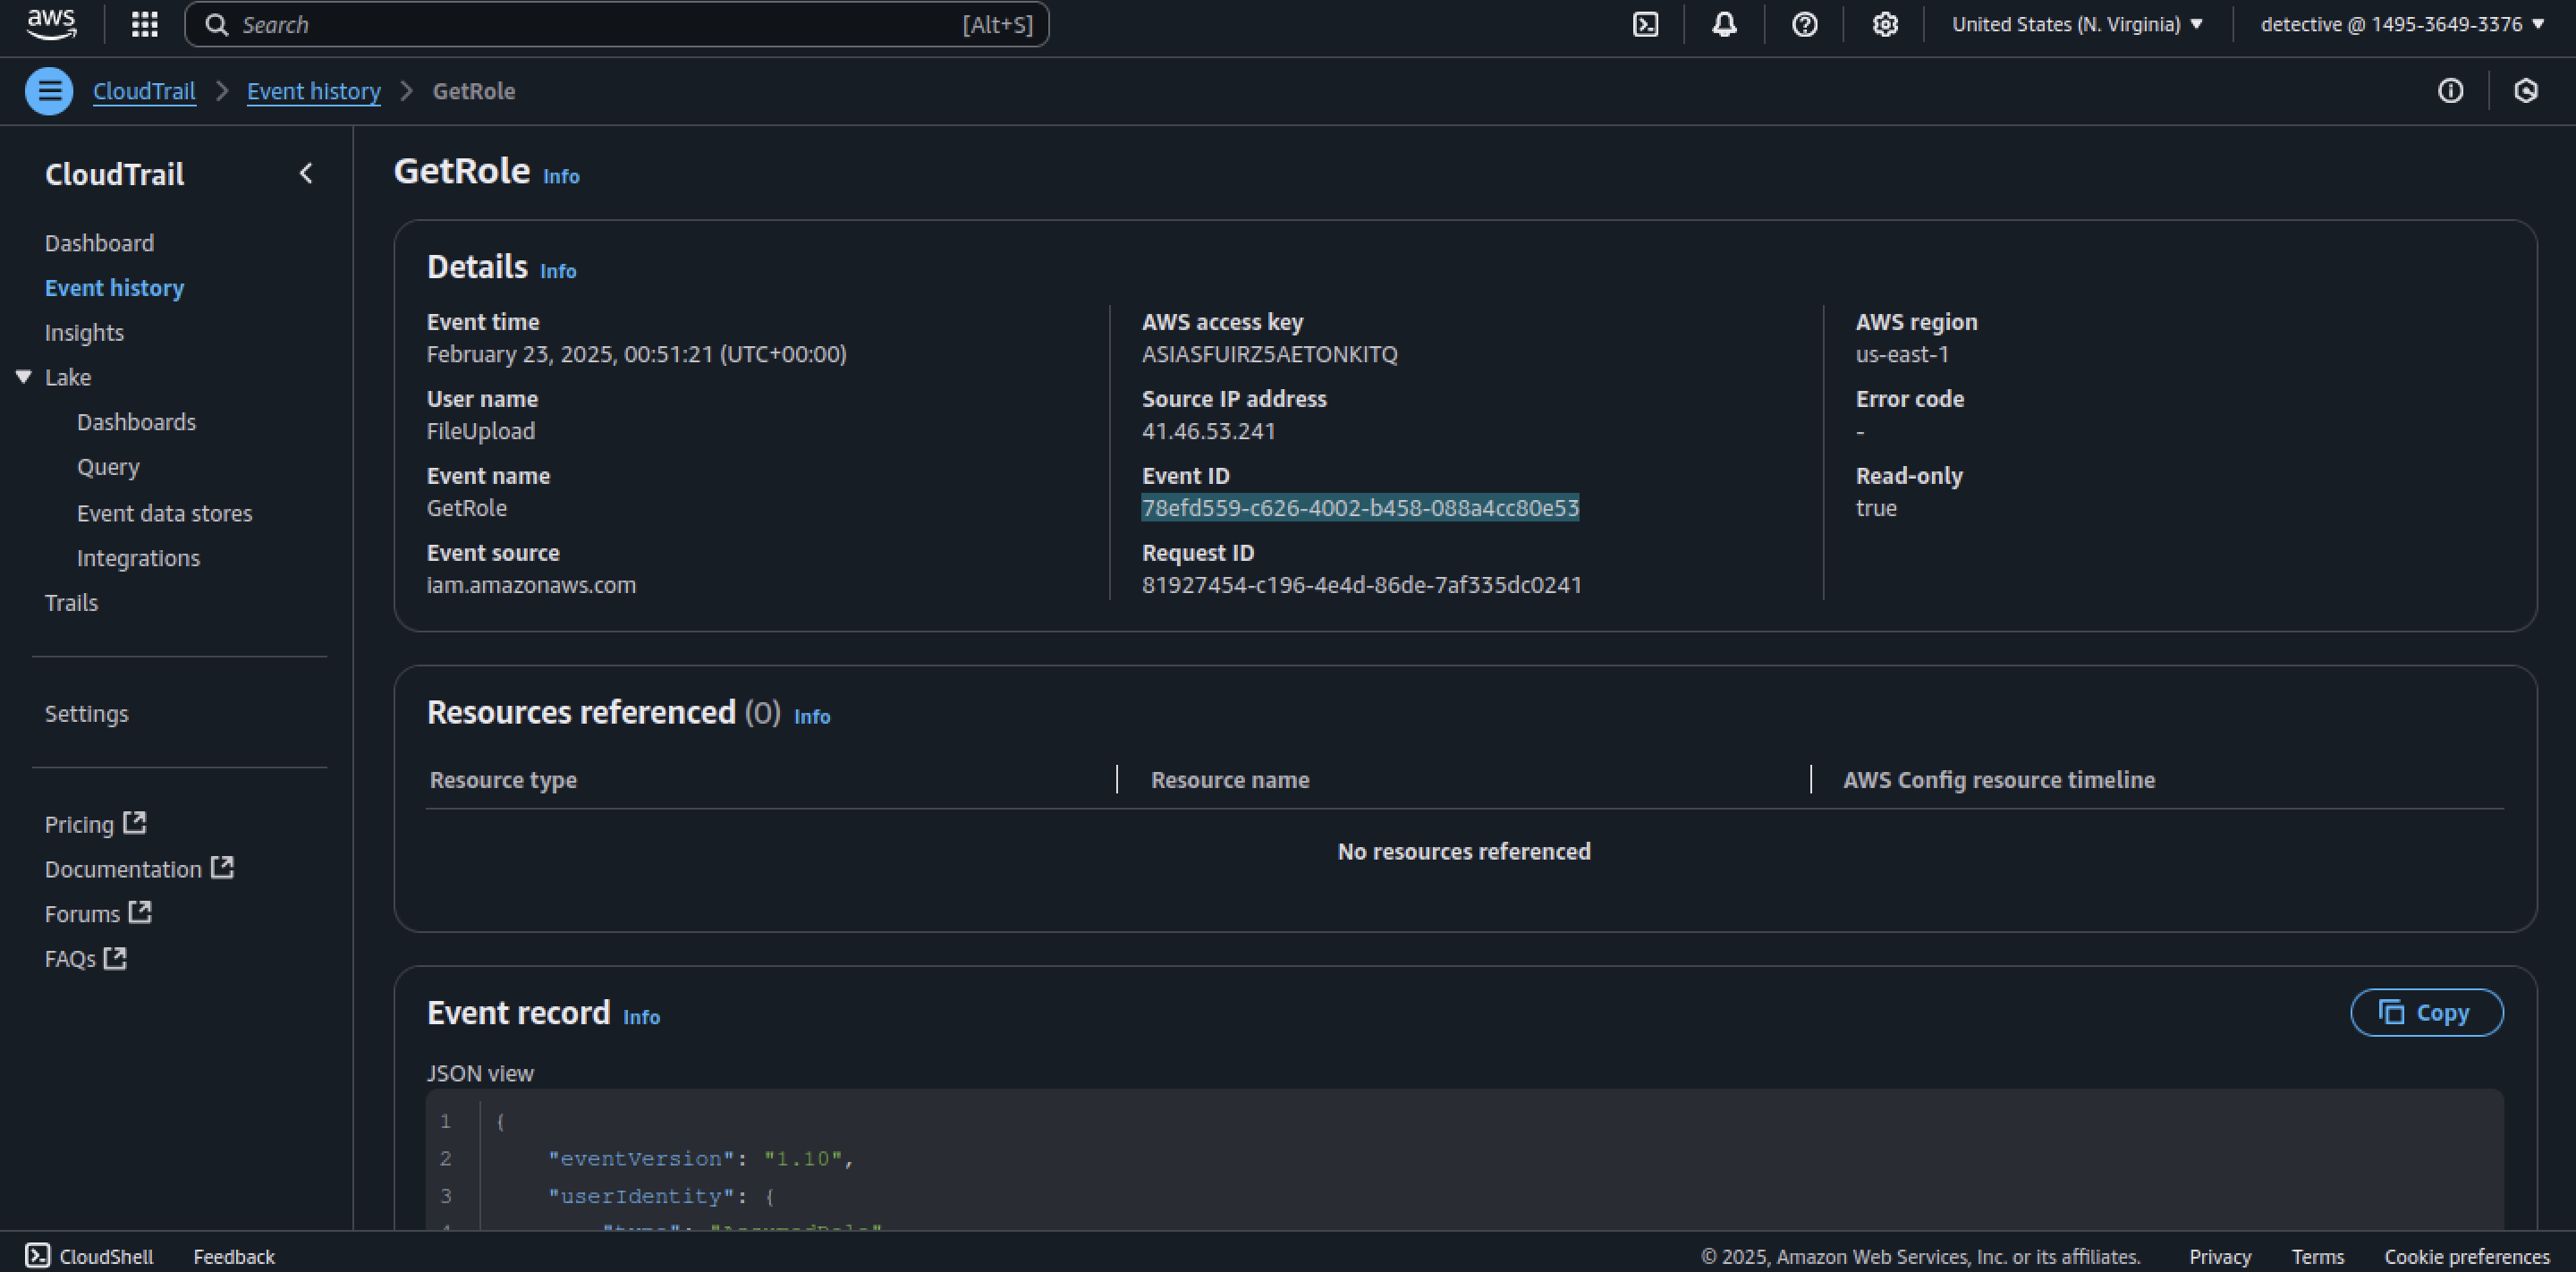 aws
Search [Alt+S]
United States (N. Virginia)
detective @ 1495-3649-3376
CloudTrail
Event history
GetRole
CloudTrail
Dashboard
Event history
Insights
Lake
Dashboards
Query
Event data stores
Integrations
Trails
Settings
Pricing
Documentation
Forums
FAQs
GetRole Info
Details Info
Event time
February 23, 2025, 00:51:21 (UTC+00:00)
User name
FileUpload
Event name
GetRole
Event source
iam.amazonaws.com
AWS access key
ASIASFUIRZ5AETONKITQ
Source IP address
41.46.53.241
Event ID
78efd559-c626-4002-b458-088a4cc80e53
Request ID
81927454-c196-4e4d-86de-7af335dc0241
AWS region
us-east-1
Error code
-
Read-only
true
Resources referenced (0) Info
Resource type
Resource name
AWS Config resource timeline
No resources referenced
Event record Info
Copy
JSON view
1 {
2 "eventVersion": "1.10",
3 "userIdentity": {
4 "type": "AssumedRole"
CloudShell
Feedback
© 2025, Amazon Web Services, Inc. or its affiliates.
Privacy
Terms
Cookie preferences